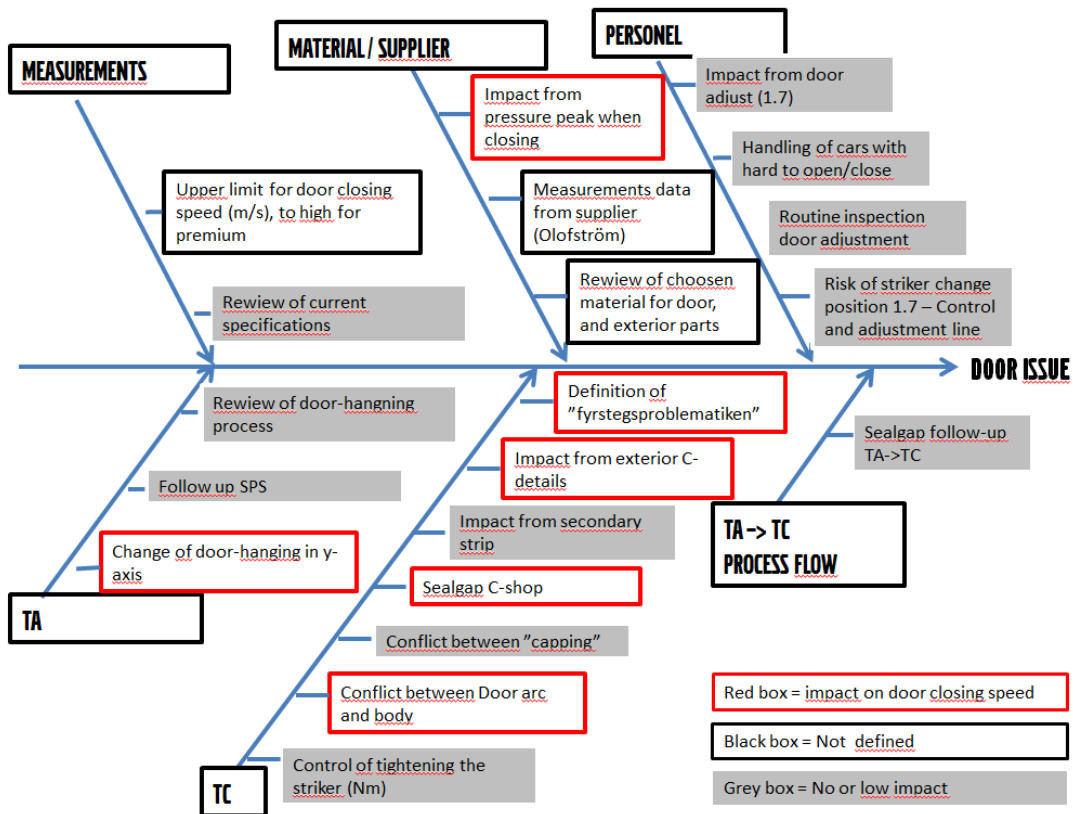 MEASUREMENTS
MATERIAL / SUPPLIER
PERSONEL
Upper limit for door closing
speed (m/s), to high for
premium
Rewiew of current
specifications
Impact from
pressure peak when
closing
Measurements data
from supplier
(Olofström)
Rewiew of choosen
material for door,
and exterior parts
Impact from door
adjust (1.7)
Handling of cars with
hard to open/close
Routine inspection
door adjustment
Risk of striker change
position 1.7 – Control
and adjustment line
DOOR ISSUE
Rewiew of door-hangning
process
Follow up SPS
Change of door-hanging in y-
axis
TA
Definition of
”fyrstegsproblematiken”
Impact from exterior C-
details
Impact from secondary
strip
Sealgap C-shop
Conflict between ”capping”
Conflict between Door arc
and body
Control of tightening the
striker (Nm)
TC
Sealgap follow-up
TA->TC
TA –> TC
PROCESS FLOW
Red box = impact on door closing speed
Black box = Not  defined
Grey box = No or low impact